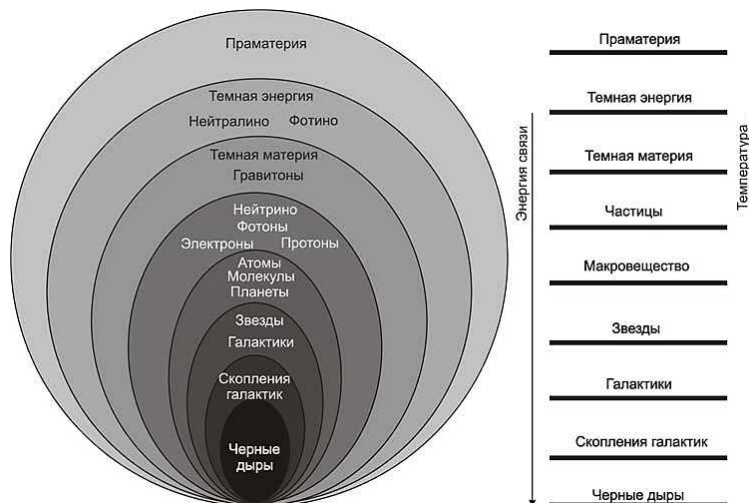 Праматерия
Темная энергия
Нейтралино Фотино
Темная материя
Гравитоны
Нейтрино
Фотоны
Электроны Протоны
Атомы
Молекулы
Планеты
Звезды
Галактики
Скопления
галактик
Черные
дыры
Энергия связи
Праматерия
Темная энергия
Темная материя
Частицы
Макровещество
Звезды
Галактики
Скопления галактик
Черные дыры
Температура